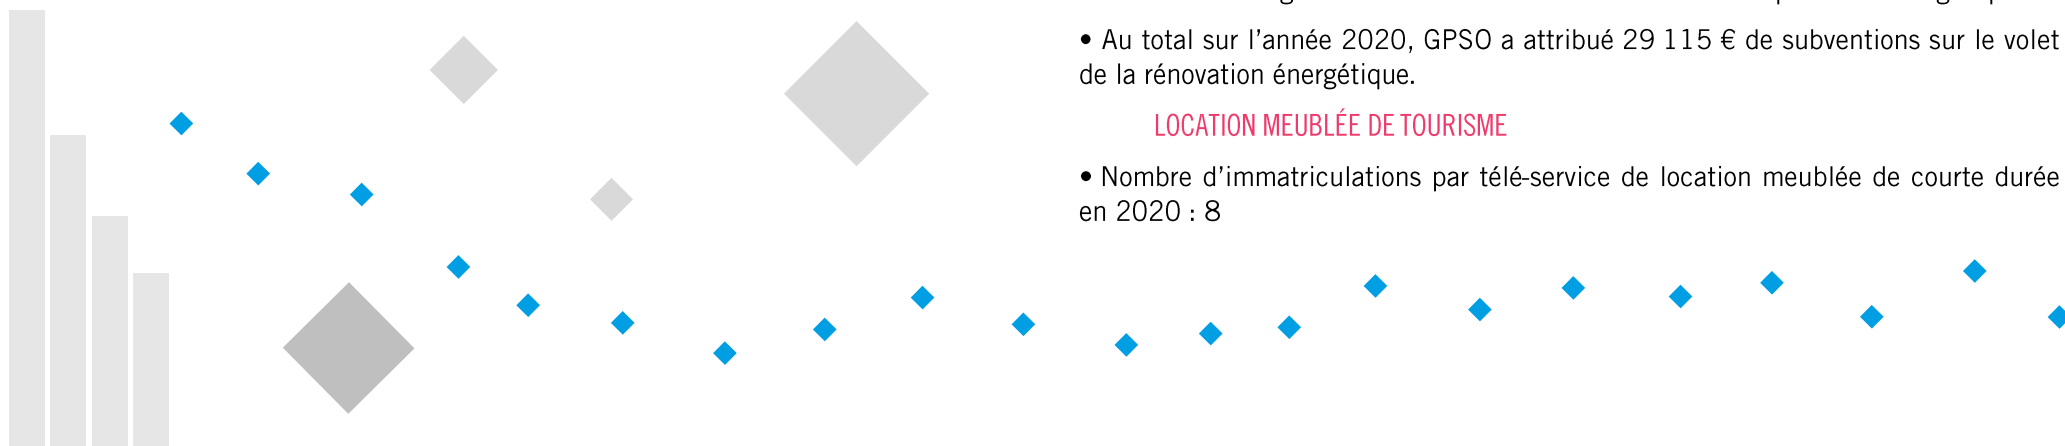 • Au total sur l’année 2020, GPSO a attribué 29 115 € de subventions sur le volet
de la rénovation énergétique.
LOCATION MEUBLÉE DE TOURISME
• Nombre d’immatriculations par télé-service de location meublée de courte durée
en 2020 : 8